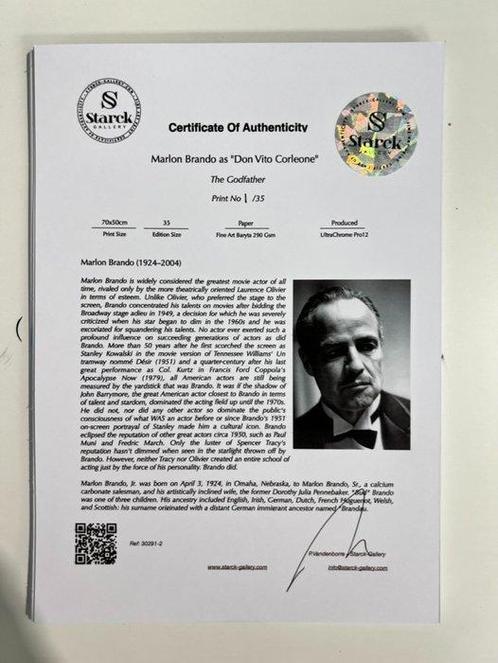 Starck
GALLERY
Starck
GALLERY
Certificate Of Authenticity
Marlon Brando as "Don Vito Corleone"
The Godfather
Print No 1 /35
70x50cm 35 Paper Produced
Print Size Edition Size Fine Art Baryta 290 Gsm UltraChrome Pro12
Marlon Brando (1924–2004)
Marlon Brando is widely considered the greatest movie actor of all
time, rivaled only by the more theatrically oriented Laurence Olivier
in terms of esteem. Unlike Olivier, who preferred the stage to the
screen, Brando concentrated his talents on movies after bidding the
Broadway stage adieu in 1949, a decision for which he was severely
criticized when his star began to dim in the 1960s and he was
excoriated for squandering his talents. No actor ever exerted such a
profound influence on succeeding generations of actors as did
Brando. More than 50 years after he first scorched the screen as
Stanley Kowalski in the movie version of Tennessee Williams' Un
tramway nommé Désir (1951) and a quarter-century after his last
great performance as Col. Kurtz in Francis Ford Coppola's
Apocalypse Now (1979), all American actors are still being
measured by the yardstick that was Brando. It was if the shadow of
John Barrymore, the great American actor closest to Brando in terms
of talent and stardom, dominated the acting field up until the 1970s.
He did not, nor did any other actor so dominate the public's
consciousness of what WAS an actor before or since Brando's 1951
on-screen portrayal of Stanley made him a cultural icon. Brando
eclipsed the reputation of other great actors circa 1950, such as Paul
Muni and Fredric March. Only the luster of Spencer Tracy's
reputation hasn't dimmed when seen in the starlight thrown off by
Brando. However, neither Tracy nor Olivier created an entire school of
acting just by the force of his personality. Brando did.
Marlon Brando, Jr. was born on April 3, 1924, in Omaha, Nebraska, to Marlon Brando, Sr., a calcium
carbonate salesman, and his artistically inclined wife, the former Dorothy Julia Pennebaker. "Bud" Brando
was one of three children. His ancestry included English, Irish, German, Dutch, French Huguenot, Welsh,
and Scottish; his surname originated with a distant German immigrant ancestor named "Brandau.
Ref: 30291-2
P.Vandenborre - Starck-Gallery
www.starck-gallery.com
info@starck-gallery.com